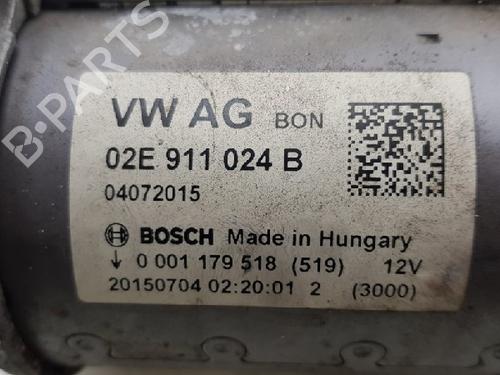 VW AG BON
02E 911 024 B
04072015
BOSCH Made in Hungary
↓ 0 001 179 518 (519) 12V
20150704 02:20:01 2 (3000)
B-PARTS